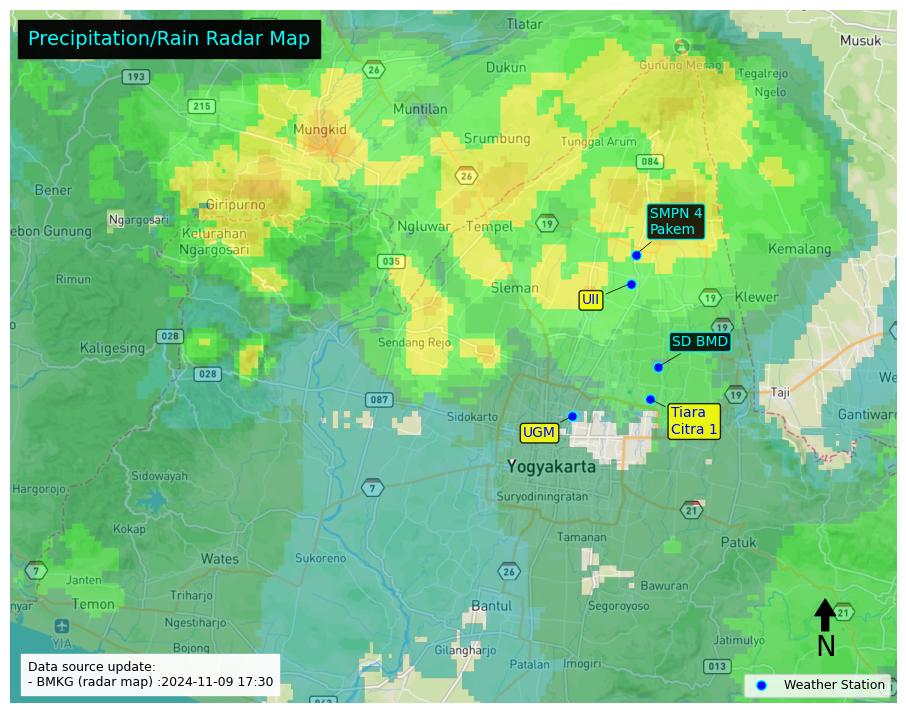 Precipitation/Rain Radar Map
Tlatar
Musuk
193
26
Dukun
Gunung Merapi
Tegalrejo
Ngelo
215
Muntilan
Mungkid
Srumbung
Tunggal Arum
084
26
Bener
Giripurno
SMPN 4
Pakem
Ngargosari
Ngluwar
Tempel
19
ebon Gunung
Kelurahan
Ngargosari
Kemalang
035
Rimun
Sleman
UII
19
Klewer
19
028
Kaligesing
Sendang Rejo
SD BMD
028
087
19
Taji
We
Sidokarto
Tiara
Citra 1
Gantiwarn
UGM
Yogyakarta
Sidowayah
Hargorojo
7
Suryodiningratan
21
Kokap
Tamanan
Patuk
Wates
Sukoreno
7
Janten
26
Bawuran
Temon
Triharjo
nyar
Bantul
Segoroyoso
21
Ngestiharjo
YIA
Jatimulyo
N
Bojong
Gilangharjo
Patalan
Imogiri
013
Data source update:
- BMKG (radar map) :2024-11-09 17:30
Weather Station